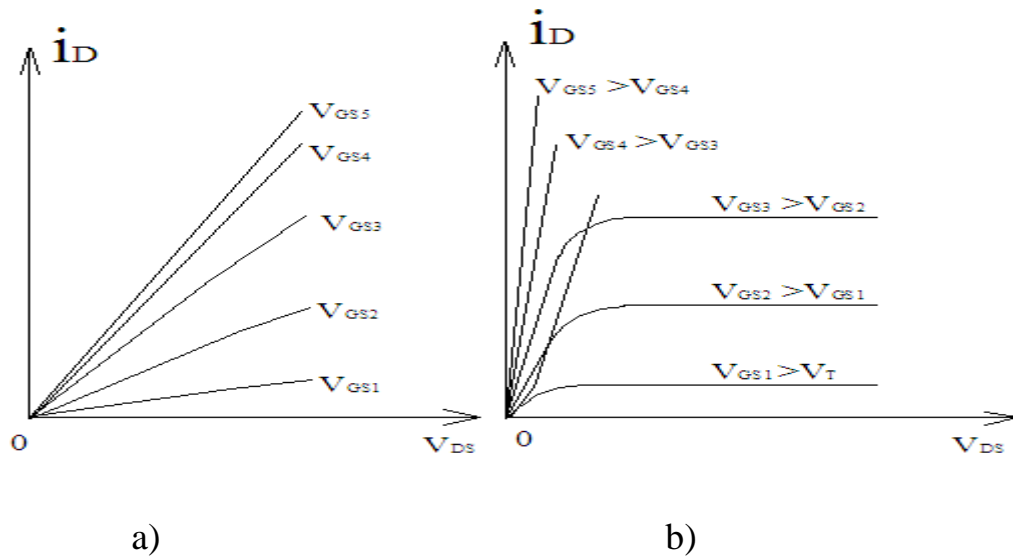 iD
VGS5
VGS4
VGS3
VGS2
VGS1
0
VDS
a)
iD
VGS5 >VGS4
VGS4 >VGS3
VGS3 >VGS2
VGS2 >VGS1
VGS1 >VT
0
VDS
b)